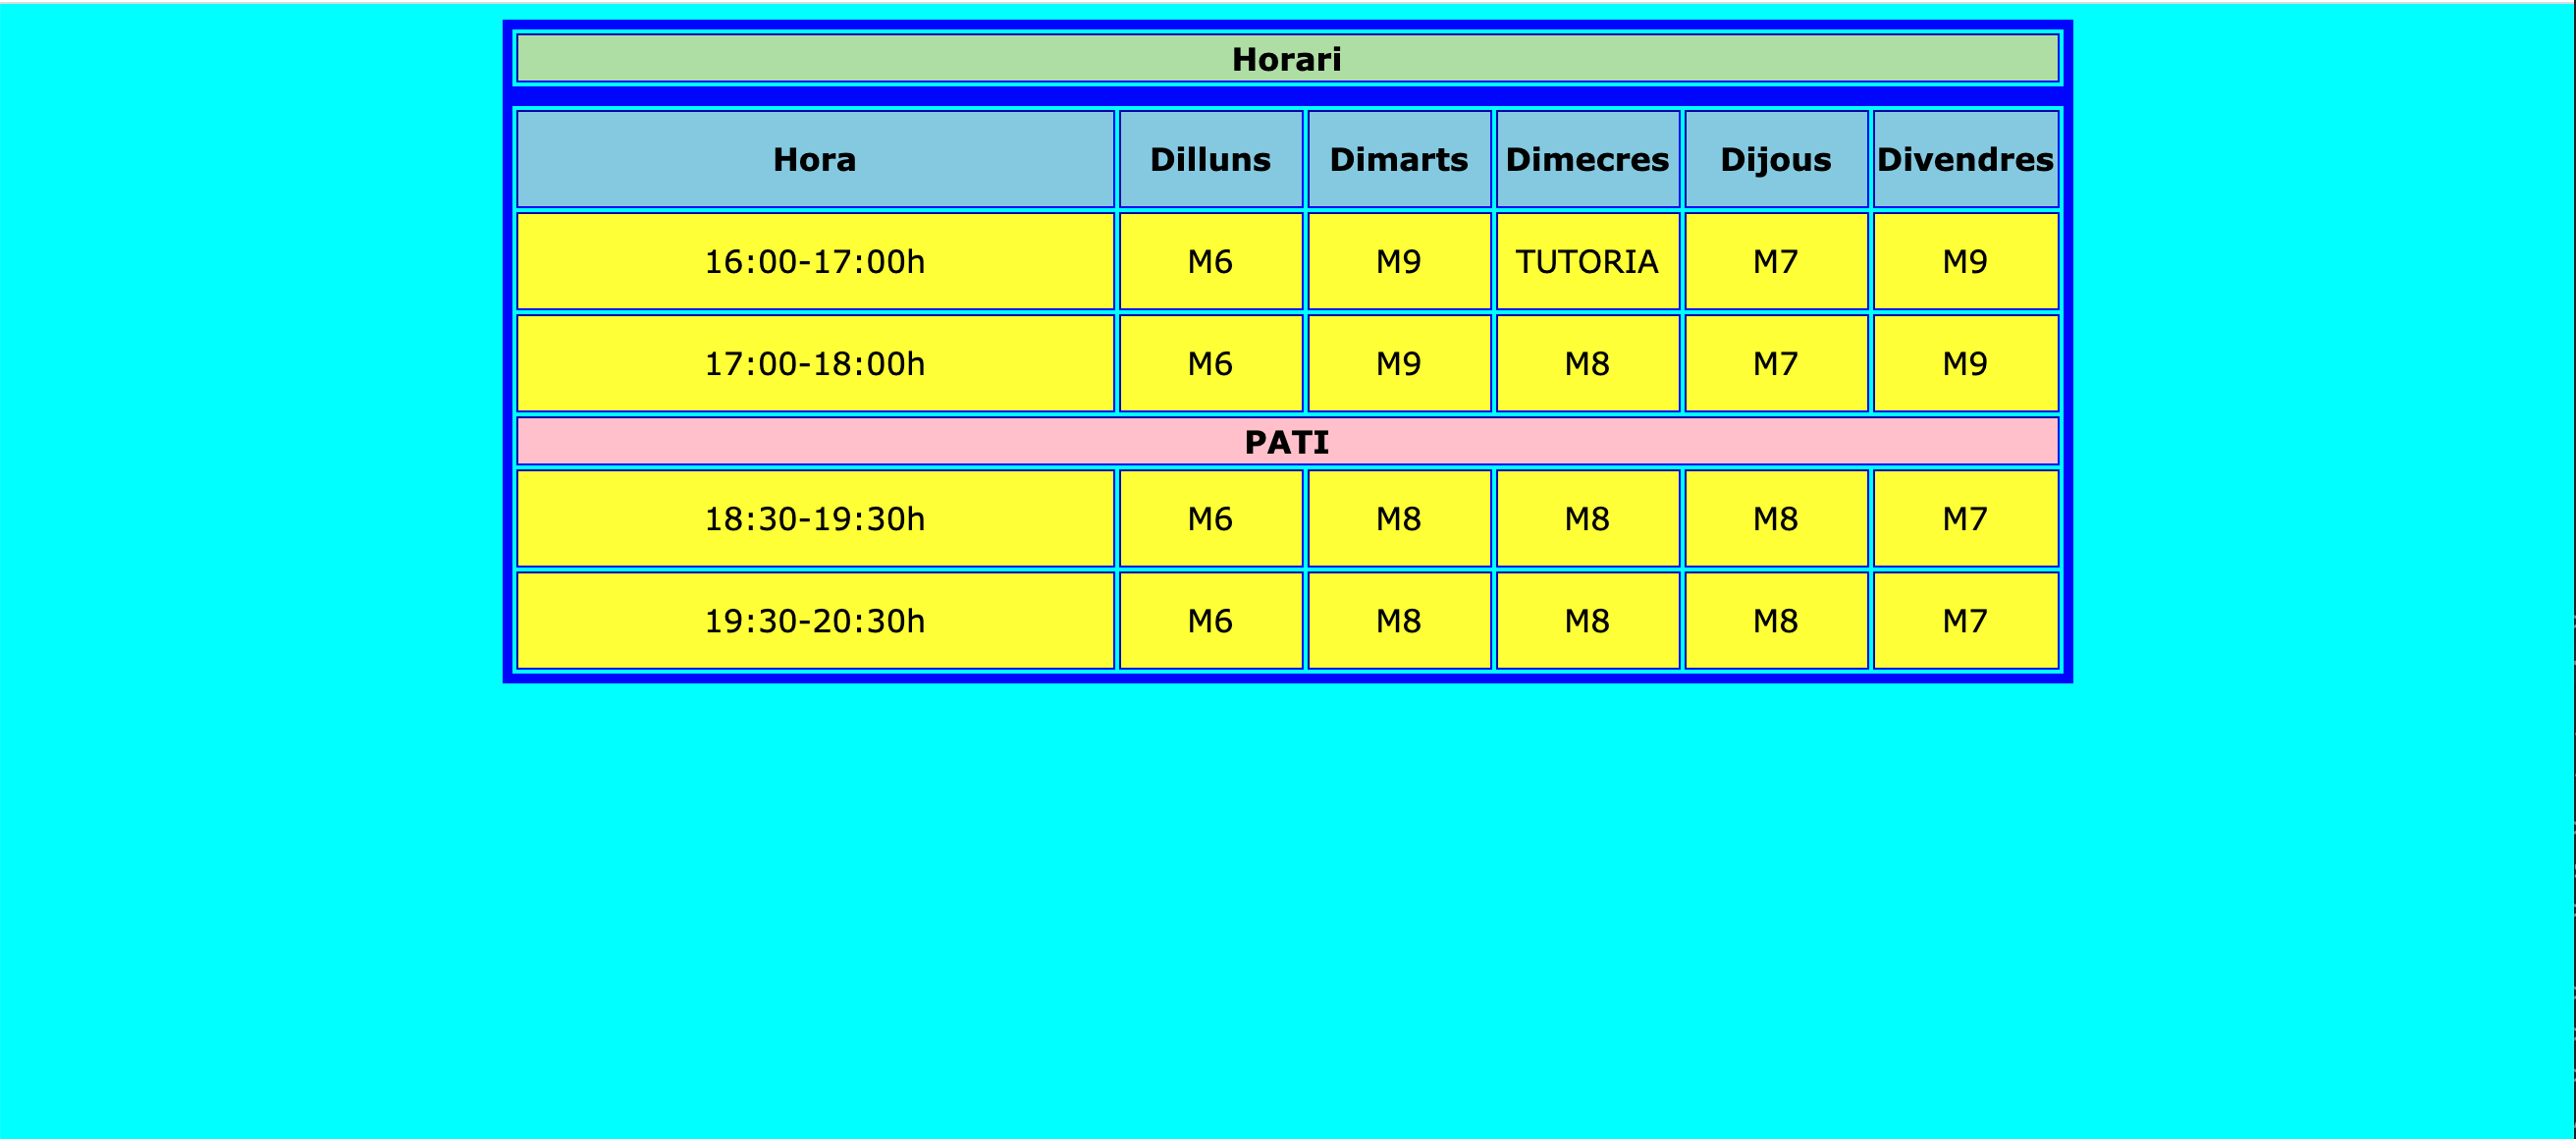 Horari
Hora Dilluns Dimarts Dimecres Dijous Divendres
16:00-17:00h M6 M9 TUTORIA M7 M9
17:00-18:00h M6 M9 M8 M7 M9
PATI
18:30-19:30h M6 M8 M8 M8 M7
19:30-20:30h M6 M8 M8 M8 M7